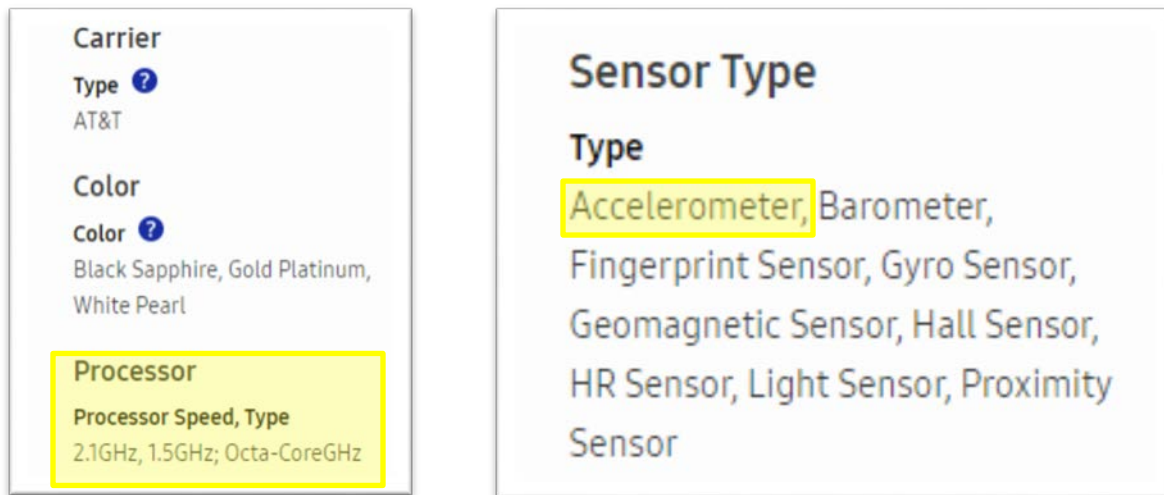 Carrier
Type ?
AT&T
Color
Color ?
Black Sapphire, Gold Platinum,
White Pearl
Processor
Processor Speed, Type
2.1GHz, 1.5GHz; Octa-CoreGHz
Sensor Type
Type
Accelerometer, Barometer,
Fingerprint Sensor, Gyro Sensor,
Geomagnetic Sensor, Hall Sensor,
HR Sensor, Light Sensor, Proximity
Sensor